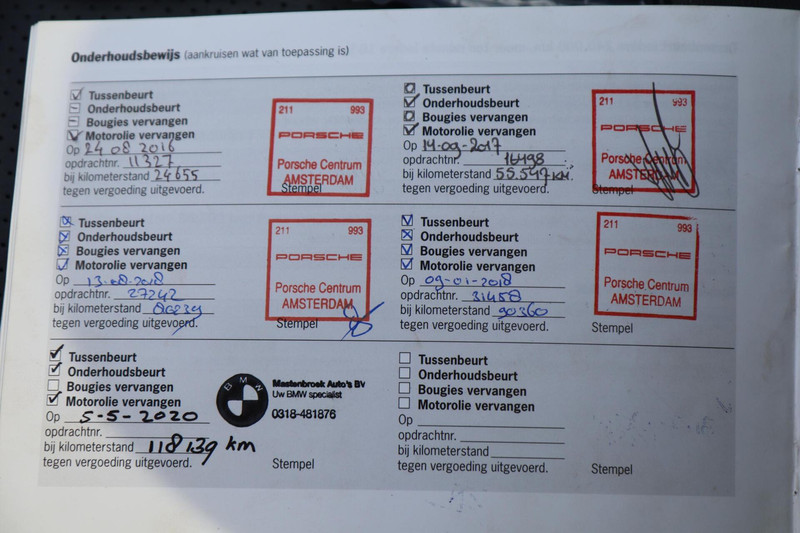 Onderhoudsbewijs (aankruisen wat van toepassing is)
Tussenbeurt
Onderhoudsbeurt
Bougies vervangen
Motorolie vervangen
Op 24 08 2016
opdrachtnr. 11327
bij kilometerstand 24655
tegen vergoeding uitgevoerd.
Stempel
211 993
PORSCHE
Porsche Centrum
AMSTERDAM
Tussenbeurt
Onderhoudsbeurt
Bougies vervangen
Motorolie vervangen
Op 14-09-2017
opdrachtnr. 16498
bij kilometerstand 55.547 KM.
tegen vergoeding uitgevoerd.
Stempel
211 993
PORSCHE
Porsche Centrum
AMSTERDAM
Tussenbeurt
Onderhoudsbeurt
Bougies vervangen
Motorolie vervangen
Op 13-08-2018
opdrachtnr. 27242
bij kilometerstand
tegen vergoeding uitgevoerd.
Stempel
211 993
PORSCHE
Porsche Centrum
AMSTERDAM
Tussenbeurt
Onderhoudsbeurt
Bougies vervangen
Motorolie vervangen
Op 09-01-2018
opdrachtnr. 31458
bij kilometerstand 90360
tegen vergoeding uitgevoerd.
Stempel
211 993
PORSCHE
Porsche Centrum
AMSTERDAM
Tussenbeurt
Onderhoudsbeurt
Bougies vervangen
Motorolie vervangen
Op 5-5-2020
opdrachtnr.
bij kilometerstand 118139 km
tegen vergoeding uitgevoerd.
Stempel
BMW
Mastenbroek Auto's BV
Uw BMW specialist
0318-481876
Tussenbeurt
Onderhoudsbeurt
Bougies vervangen
Motorolie vervangen
Op
opdrachtnr.
bij kilometerstand
tegen vergoeding uitgevoerd.
Stempel